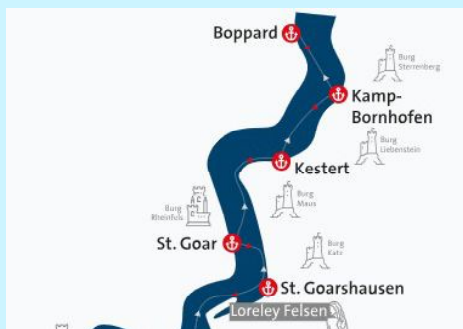 Boppard
Burg
Sterrenberg
Kamp-
Bornhofen
Burg
Liebenstein
Kestert
Burg
Maus
Burg
Rheinfels
St. Goar
Burg
Katz
St. Goarshausen
Loreley Felsen